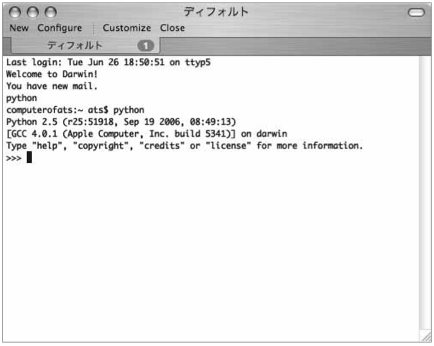 ディフォルト
New Configure Customize Close
ディフォルト 1
Last login: Tue Jun 26 18:50:51 on ttyp5
Welcome to Darwin!
You have new mail.
python
computerofats:~ ats$ python
Python 2.5 (r25:51918, Sep 19 2006, 08:49:13)
[GCC 4.0.1 (Apple Computer, Inc. build 5341)] on darwin
Type "help", "copyright", "credits" or "license" for more information.
>>>